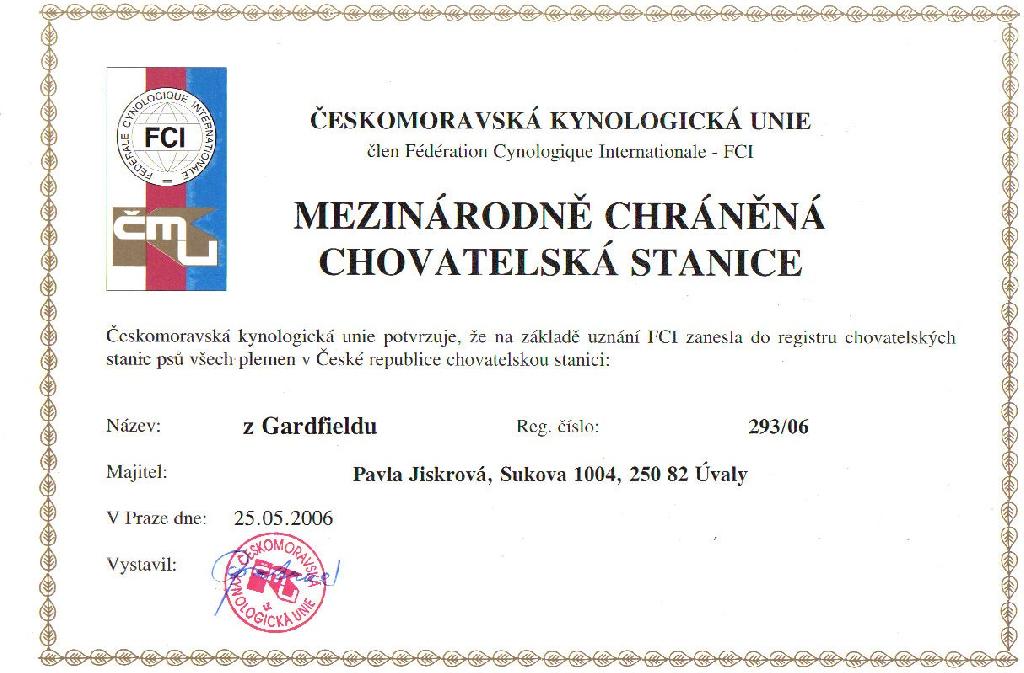 FEDERALE CYNOLOGIQUE INTERNATIONALE
FCI
čmku
ČESKOMORAVSKÁ KYNOLOGICKÁ UNIE
člen Fédération Cynologique Internationale - FCI
MEZINÁRODNĚ CHRÁNĚNÁ
CHOVATELSKÁ STANICE
Českomoravská kynologická unie potvrzuje, že na základě uznání FCI zanesla do registru chovatelských
stanic psů všech plemen v České republice chovatelskou stanici:
Název: z Gardfieldu Reg. číslo: 293/06
Majitel: Pavla Jiskrová, Sukova 1004, 250 82 Úvaly
V Praze dne: 25.05.2006
Vystavil:
ČESKOMORAVSKÁ
KYNOLOGICKÁ UNIE